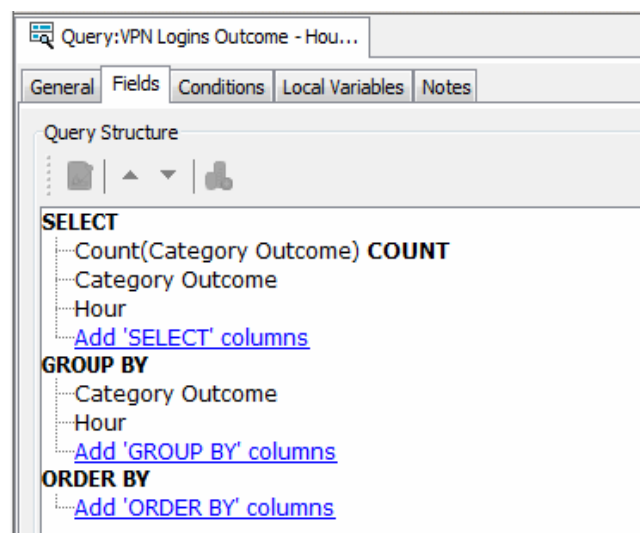 Query:VPN Logins Outcome - Hou...
General Fields Conditions Local Variables Notes
Query Structure
SELECT
Count(Category Outcome) COUNT
Category Outcome
Hour
Add 'SELECT' columns
GROUP BY
Category Outcome
Hour
Add 'GROUP BY' columns
ORDER BY
Add 'ORDER BY' columns